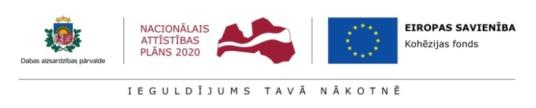 Dabas aizsardzības pārvalde
NACIONĀLAIS
ATTĪSTĪBAS
PLĀNS 2020
EIROPAS SAVIENĪBA
Kohēzijas fonds
IEGULDĪJUMS TAVĀ NĀKOTNĒ